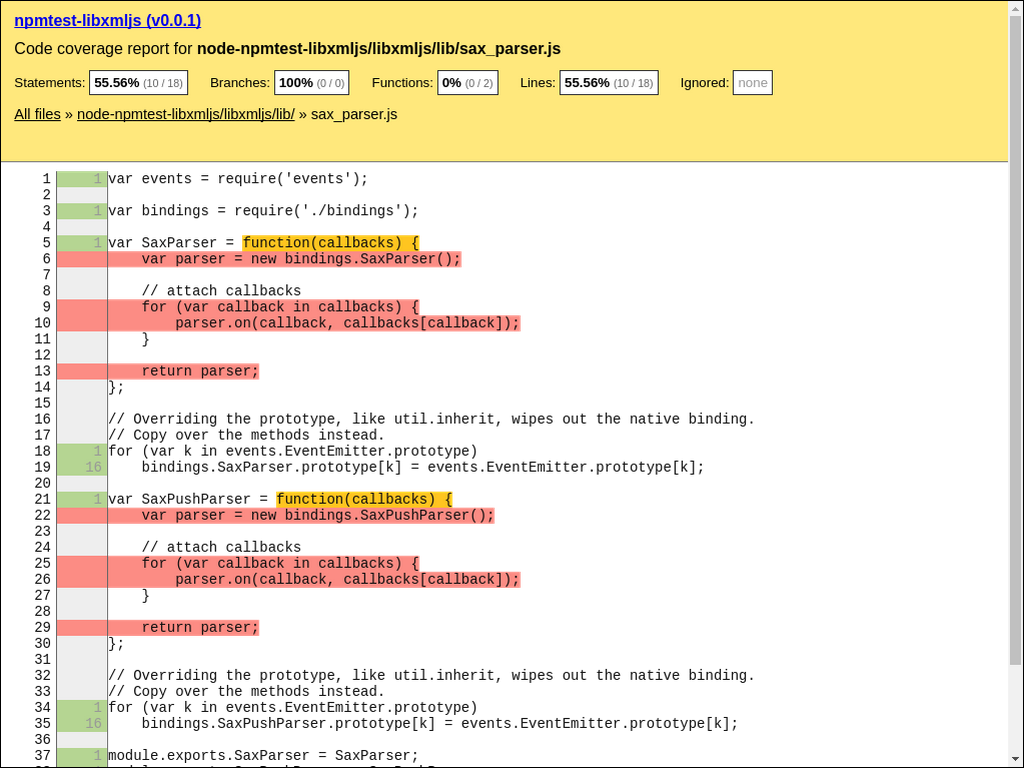 npmtest-libxmljs (v0.0.1)
Code coverage report for node-npmtest-libxmljs/libxmljs/lib/sax_parser.js
Statements: 55.56% (10 / 18) Branches: 100% (0 / 0) Functions: 0% (0 / 2) Lines: 55.56% (10 / 18) Ignored: none
All files » node-npmtest-libxmljs/libxmljs/lib/ » sax_parser.js
1 1 var events = require('events');
2
3 1 var bindings = require('./bindings');
4
5 1 var SaxParser = function(callbacks) {
6     var parser = new bindings.SaxParser();
7
8     // attach callbacks
9     for (var callback in callbacks) {
10         parser.on(callback, callbacks[callback]);
11     }
12
13     return parser;
14 };
15
16 // Overriding the prototype, like util.inherit, wipes out the native binding.
17 // Copy over the methods instead.
18 1 for (var k in events.EventEmitter.prototype)
19 16     bindings.SaxParser.prototype[k] = events.EventEmitter.prototype[k];
20
21 1 var SaxPushParser = function(callbacks) {
22     var parser = new bindings.SaxPushParser();
23
24     // attach callbacks
25     for (var callback in callbacks) {
26         parser.on(callback, callbacks[callback]);
27     }
28
29     return parser;
30 };
31
32 // Overriding the prototype, like util.inherit, wipes out the native binding.
33 // Copy over the methods instead.
34 1 for (var k in events.EventEmitter.prototype)
35 16     bindings.SaxPushParser.prototype[k] = events.EventEmitter.prototype[k];
36
37 1 module.exports.SaxParser = SaxParser;